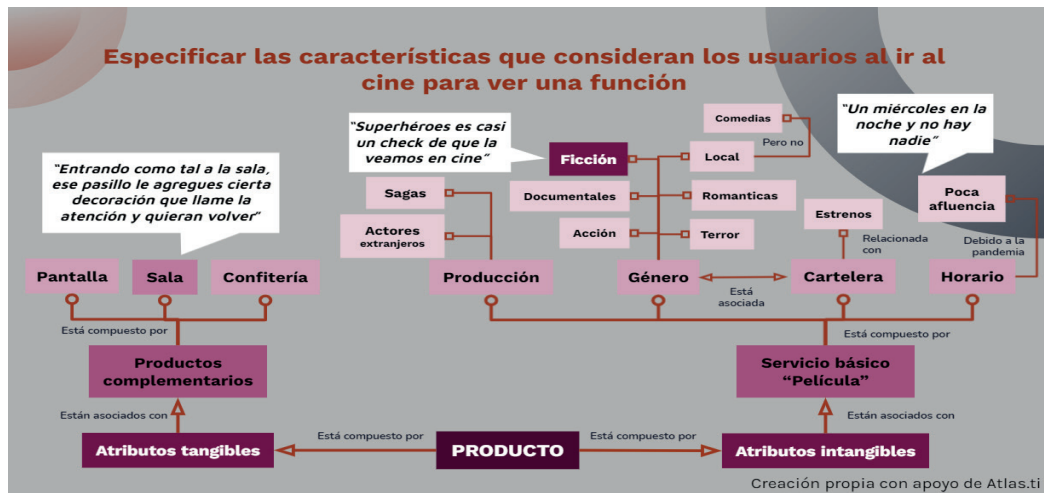 Especificar las características que consideran los usuarios al ir al
cine para ver una función
“Entrando como tal a la sala,
ese pasillo le agregues cierta
decoración que llame la
atención y quieran volver”
“Superhéroes es casi
un check de que la
veamos en cine”
“Un miércoles en la
noche y no hay
nadie”
Comedias
Pero no
Ficción
Local
Sagas
Documentales
Romanticas
Poca
afluencia
Actores
extranjeros
Acción
Terror
Estrenos
Relacionada
con
Debido a la
pandemia
Pantalla
Sala
Confitería
Producción
Género
Está
asociada
Cartelera
Horario
Está compuesto por
Está compuesto por
Productos
complementarios
Servicio básico
“Película”
Están asociados con
Están asociados con
Atributos tangibles
Está compuesto por
PRODUCTO
Está compuesto por
Atributos intangibles
Creación propia con apoyo de Atlas.ti